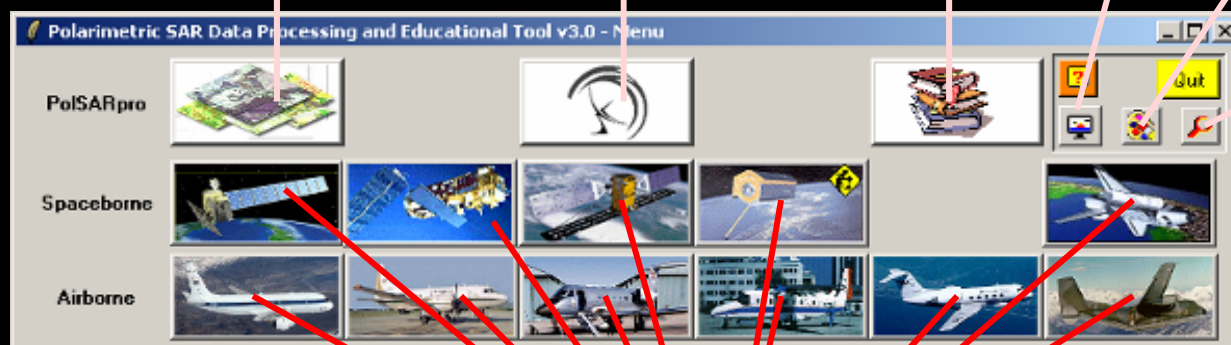 Polarimetric SAR Data Processing and Educational Tool v3.0 - Menu
PolSARpro
?
Quit
Spaceborne
Airborne